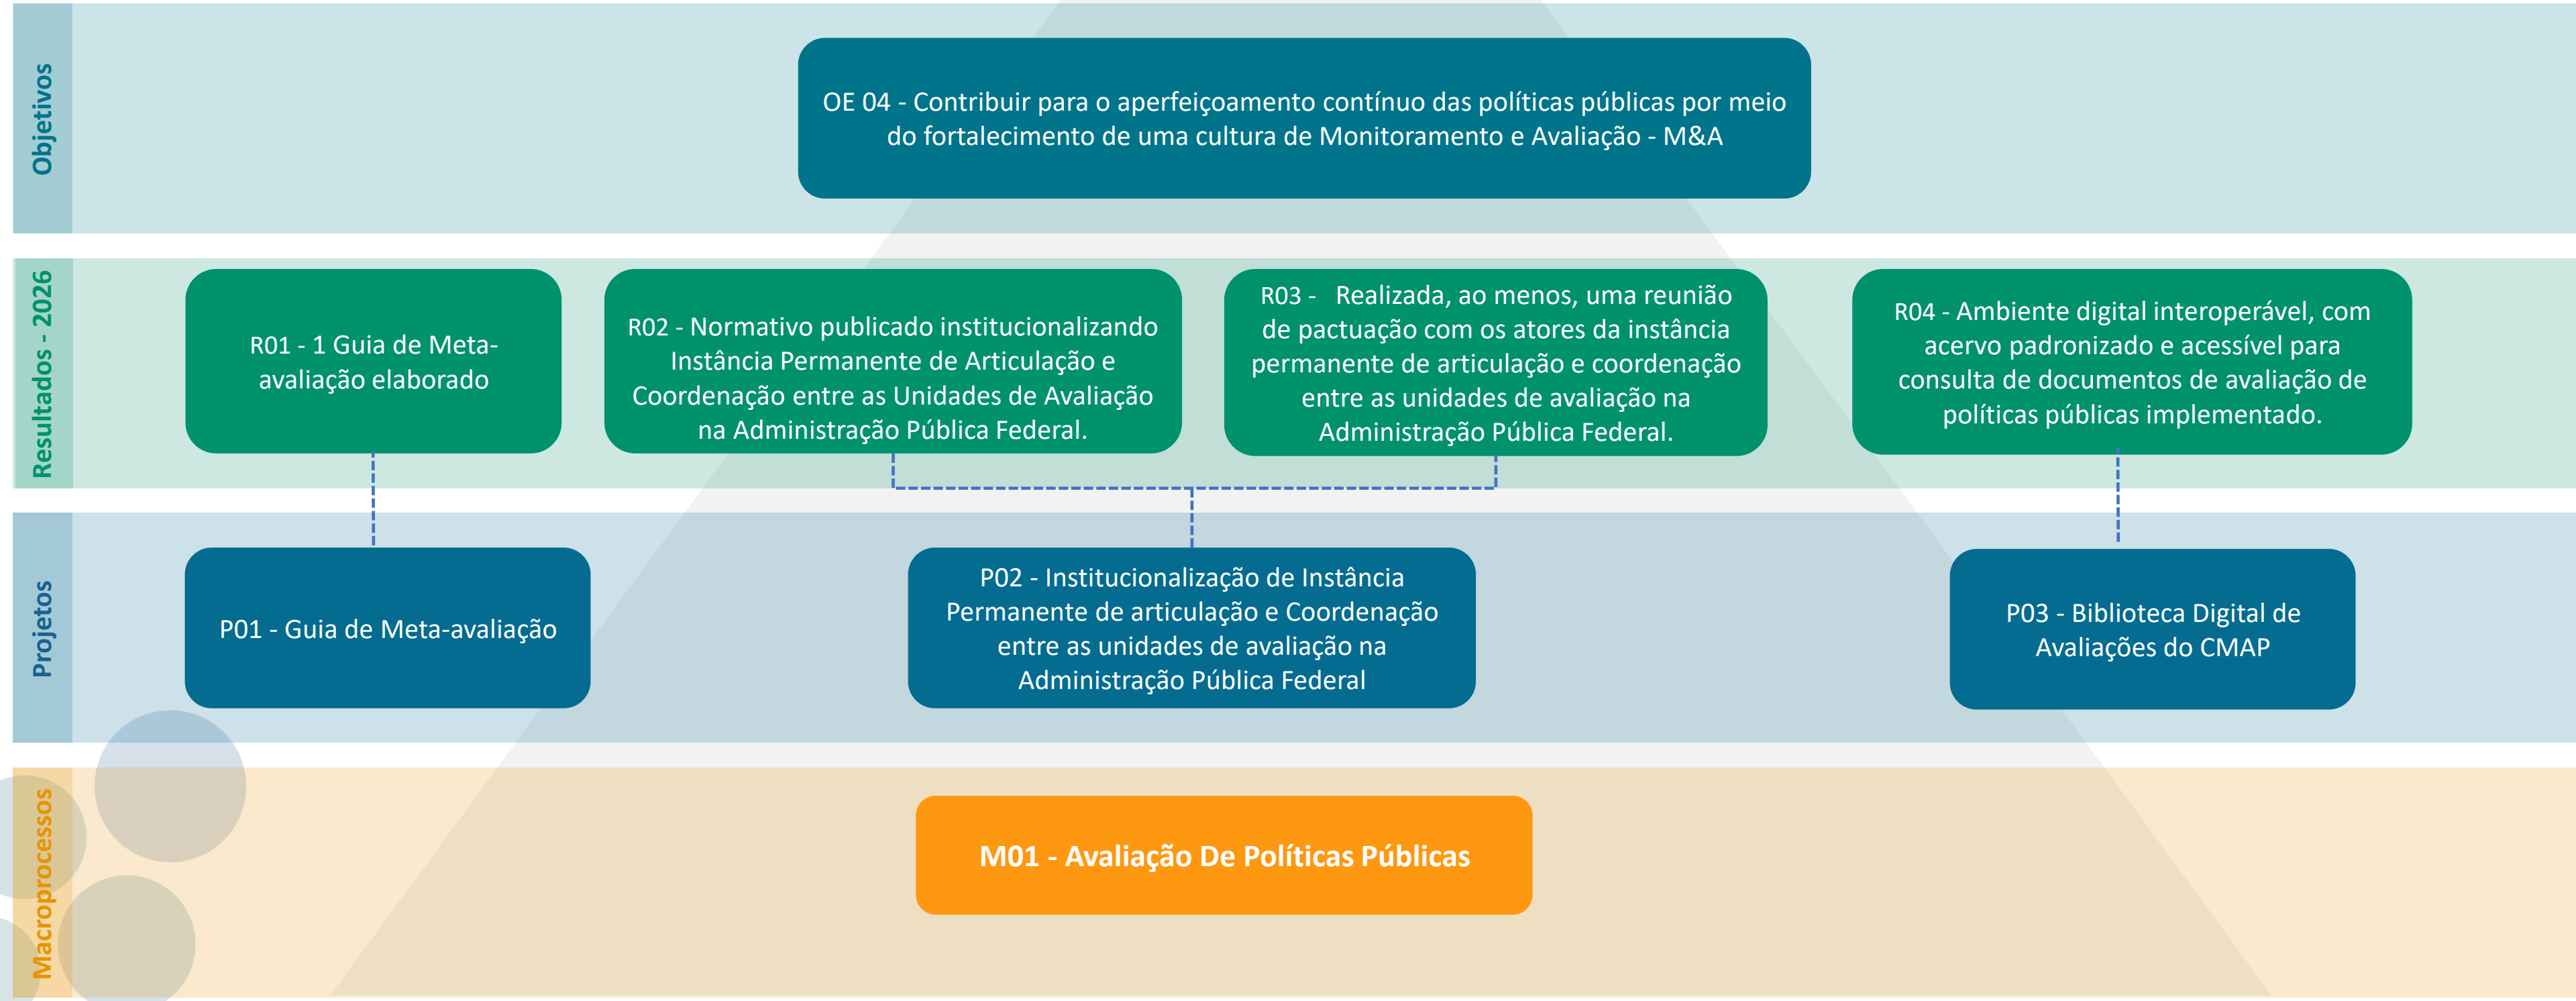 Objetivos
OE 04 - Contribuir para o aperfeiçoamento contínuo das políticas públicas por meio
do fortalecimento de uma cultura de Monitoramento e Avaliação - M&A
Resultados - 2026
R01 - 1 Guia de Meta-
avaliação elaborado
R02 - Normativo publicado institucionalizando
Instância Permanente de Articulação e
Coordenação entre as Unidades de Avaliação
na Administração Pública Federal.
R03 - Realizada, ao menos, uma reunião
de pactuação com os atores da instância
permanente de articulação e coordenação
entre as unidades de avaliação na
Administração Pública Federal.
R04 - Ambiente digital interoperável, com
acervo padronizado e acessível para
consulta de documentos de avaliação de
políticas públicas implementado.
Projetos
P01 - Guia de Meta-avaliação
P02 - Institucionalização de Instância
Permanente de articulação e Coordenação
entre as unidades de avaliação na
Administração Pública Federal
P03 - Biblioteca Digital de
Avaliações do CMAP
Macroprocessos
M01 - Avaliação De Políticas Públicas